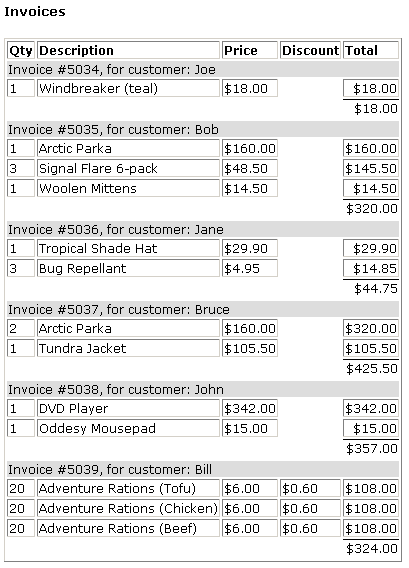 Invoices
Qty Description Price Discount Total
Invoice #5034, for customer: Joe
1 Windbreaker (teal) $18.00 $18.00
$18.00
Invoice #5035, for customer: Bob
1 Arctic Parka $160.00 $160.00
3 Signal Flare 6-pack $48.50 $145.50
1 Woolen Mittens $14.50 $14.50
$320.00
Invoice #5036, for customer: Jane
1 Tropical Shade Hat $29.90 $29.90
3 Bug Repellant $4.95 $14.85
$44.75
Invoice #5037, for customer: Bruce
2 Arctic Parka $160.00 $320.00
1 Tundra Jacket $105.50 $105.50
$425.50
Invoice #5038, for customer: John
1 DVD Player $342.00 $342.00
1 Oddesy Mousepad $15.00 $15.00
$357.00
Invoice #5039, for customer: Bill
20 Adventure Rations (Tofu) $6.00 $0.60 $108.00
20 Adventure Rations (Chicken) $6.00 $0.60 $108.00
20 Adventure Rations (Beef) $6.00 $0.60 $108.00
$324.00